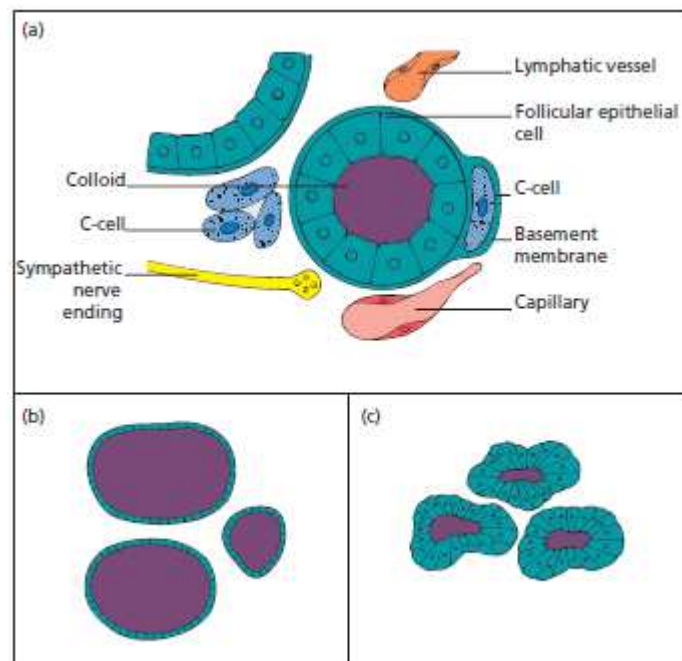 (a)
Lymphatic vessel
Follicular epithelial
cell
Colloid
C-cell
C-cell
Basement
membrane
Sympathetic
nerve
ending
Capillary
(b)
(c)